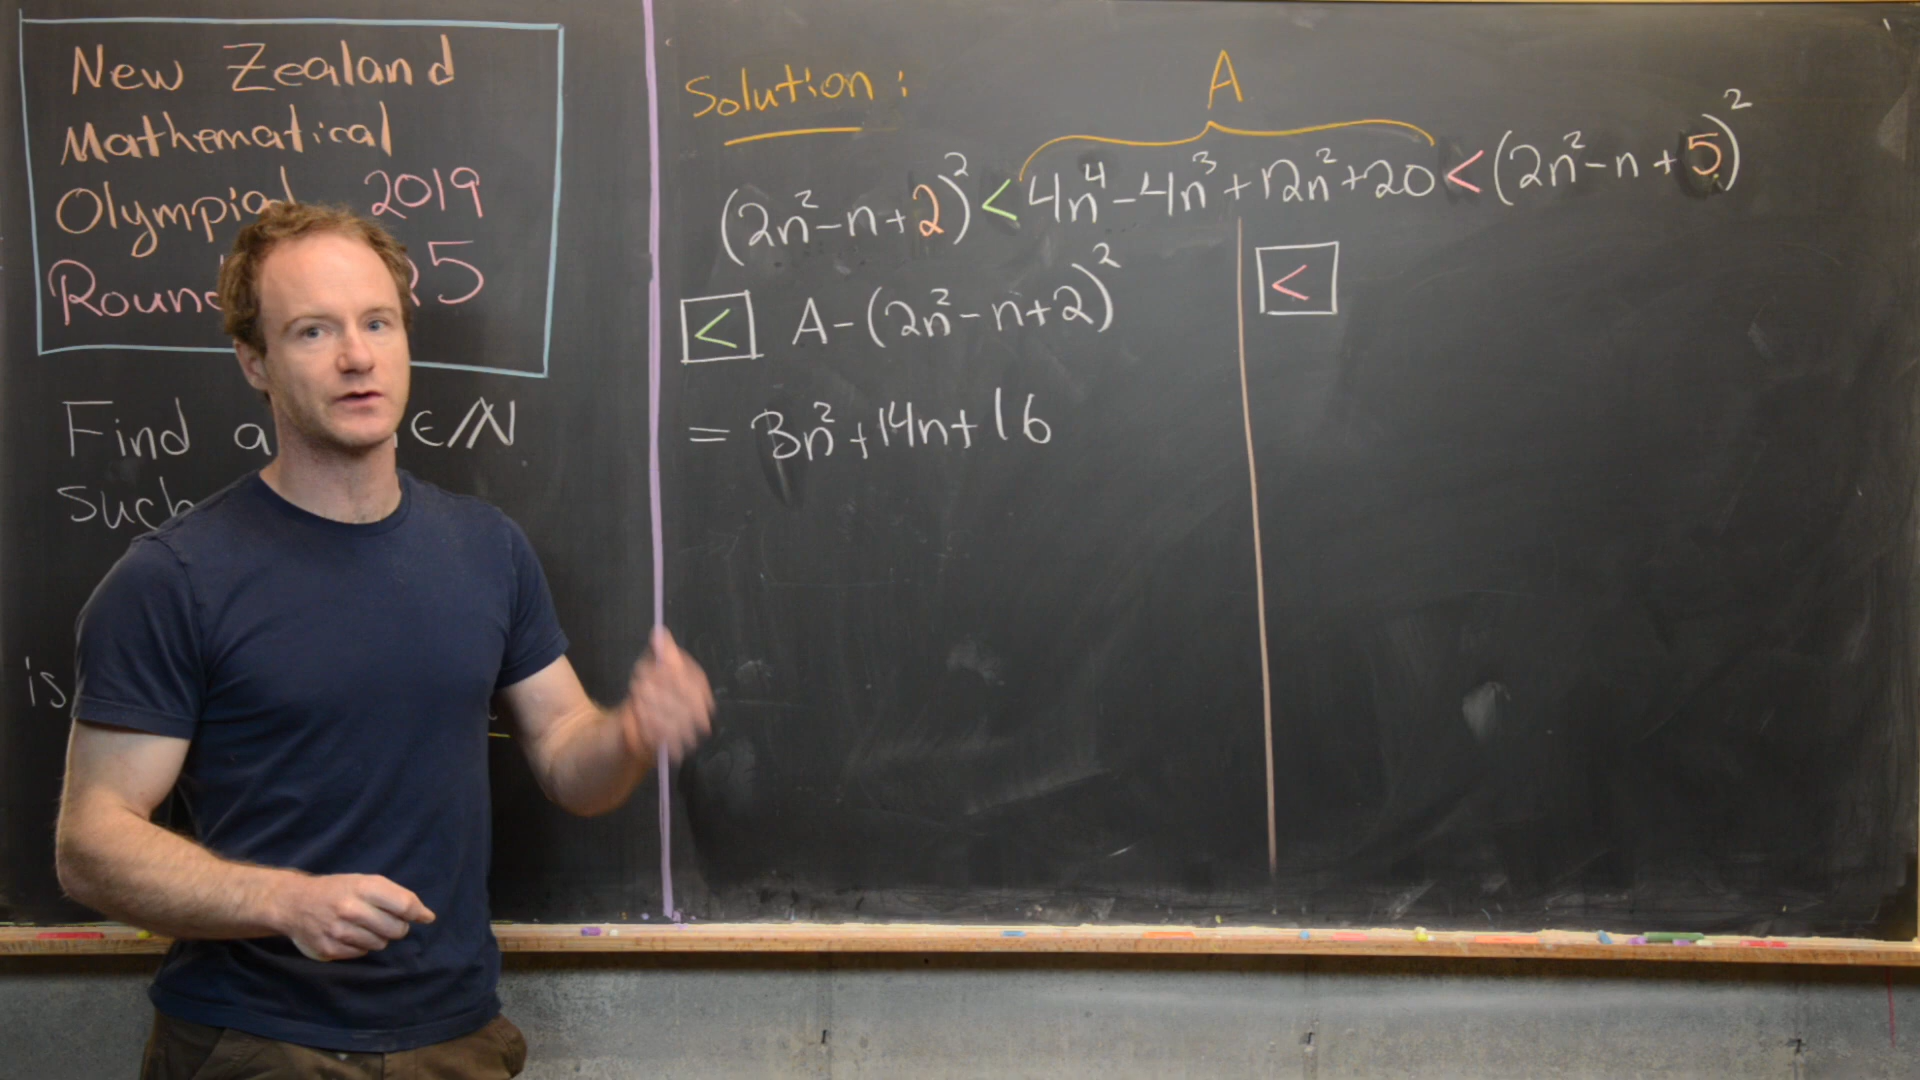 New Zealand
Mathematical
Olympiad 2019
Round 5
Find a ∈ℕ
such
is
Solution:
A
(2n²-n+2)² < 4n⁴-4n³+12n²+20 < (2n²-n+5)²
< A-(2n²-n+2)²
= 3n²+14n+16
<